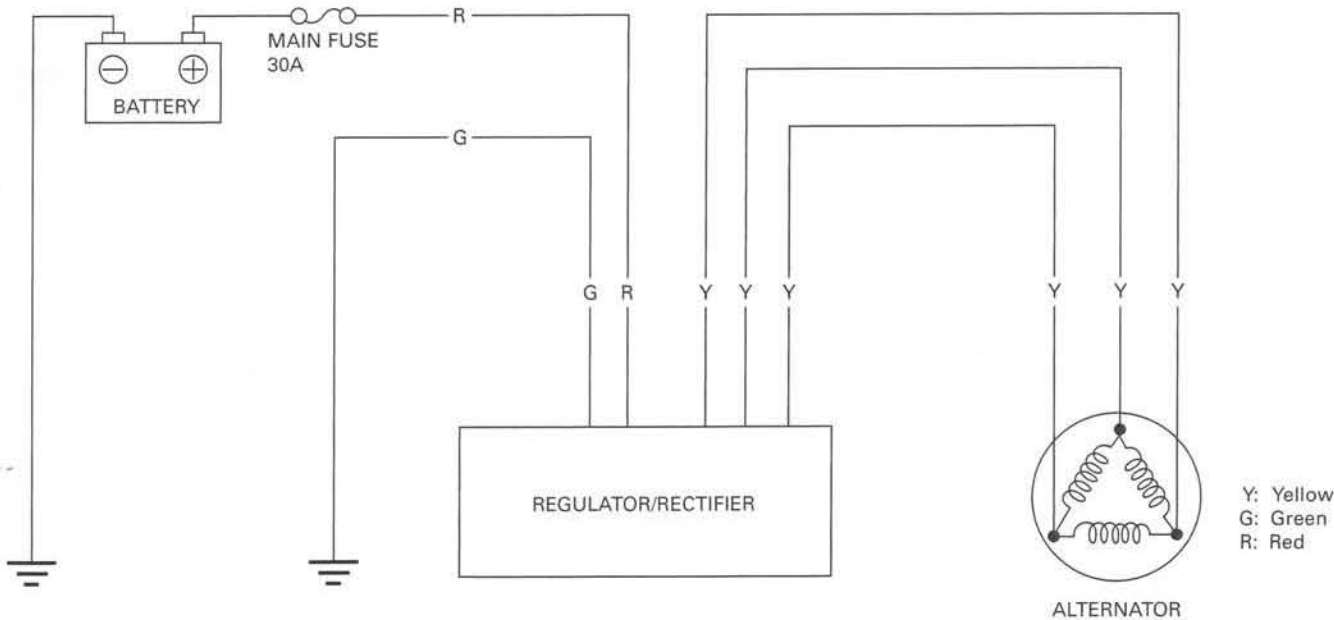 R
MAIN FUSE
30A
BATTERY
G
G R Y Y Y
Y Y Y
REGULATOR/RECTIFIER
Y: Yellow
G: Green
R: Red
ALTERNATOR